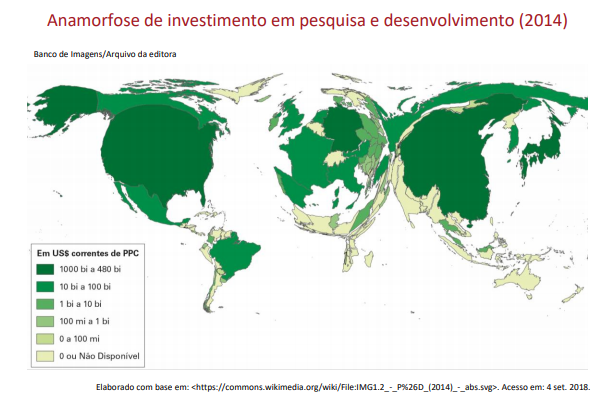 Anamorfose de investimento em pesquisa e desenvolvimento (2014)
Banco de Imagens/Arquivo da editora
Em US$ correntes de PPC
1000 bi a 480 bi
10 bi a 100 bi
1 bi a 10 bi
100 mi a 1 bi
0 a 100 mi
0 ou Não Disponível
Elaborado com base em: <https://commons.wikimedia.org/wiki/File:IMG1.2_-_P%26D_(2014)_-_abs.svg>. Acesso em: 4 set. 2018.